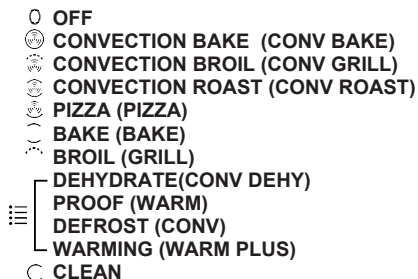 0 OFF
CONVECTION BAKE (CONV BAKE)
CONVECTION BROIL (CONV GRILL)
CONVECTION ROAST (CONV ROAST)
PIZZA (PIZZA)
BAKE (BAKE)
BROIL (GRILL)
DEHYDRATE(CONV DEHY)
PROOF (WARM)
DEFROST (CONV)
WARMING (WARM PLUS)
C CLEAN